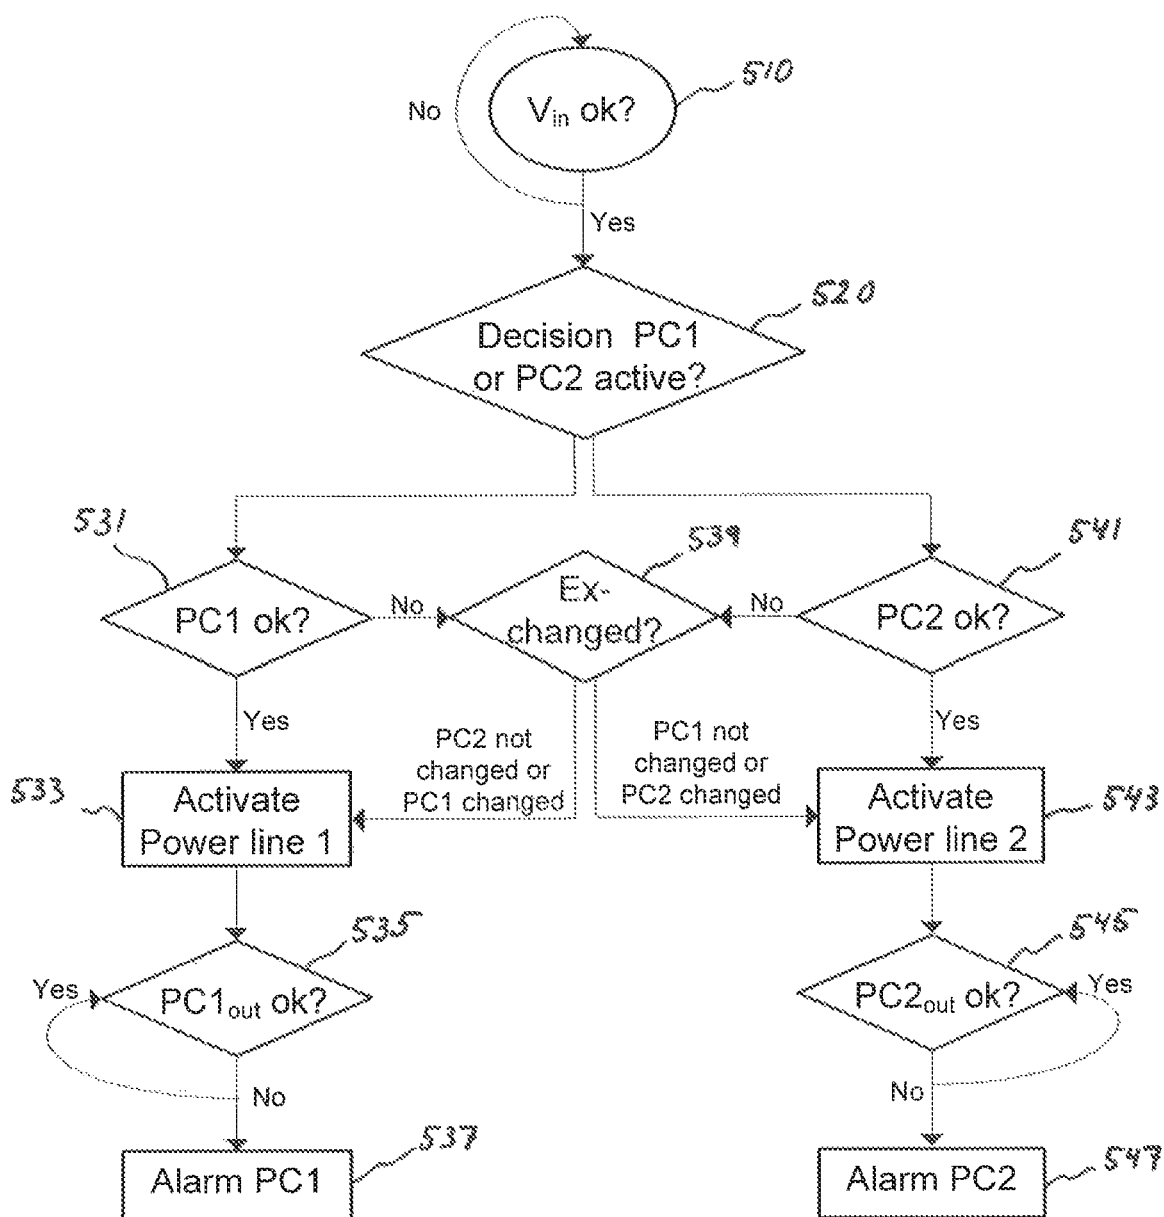 510
No
V_in ok?
Yes
520
Decision PC1
or PC2 active?
531
539
541
PC1 ok?
No
Ex-
changed?
No
PC2 ok?
Yes
PC2 not
changed or
PC1 changed
PC1 not
changed or
PC2 changed
Yes
533
Activate
Power line 1
Activate
Power line 2
543
535
545
Yes
PC1_out ok?
PC2_out ok?
Yes
No
No
537
Alarm PC1
Alarm PC2
547